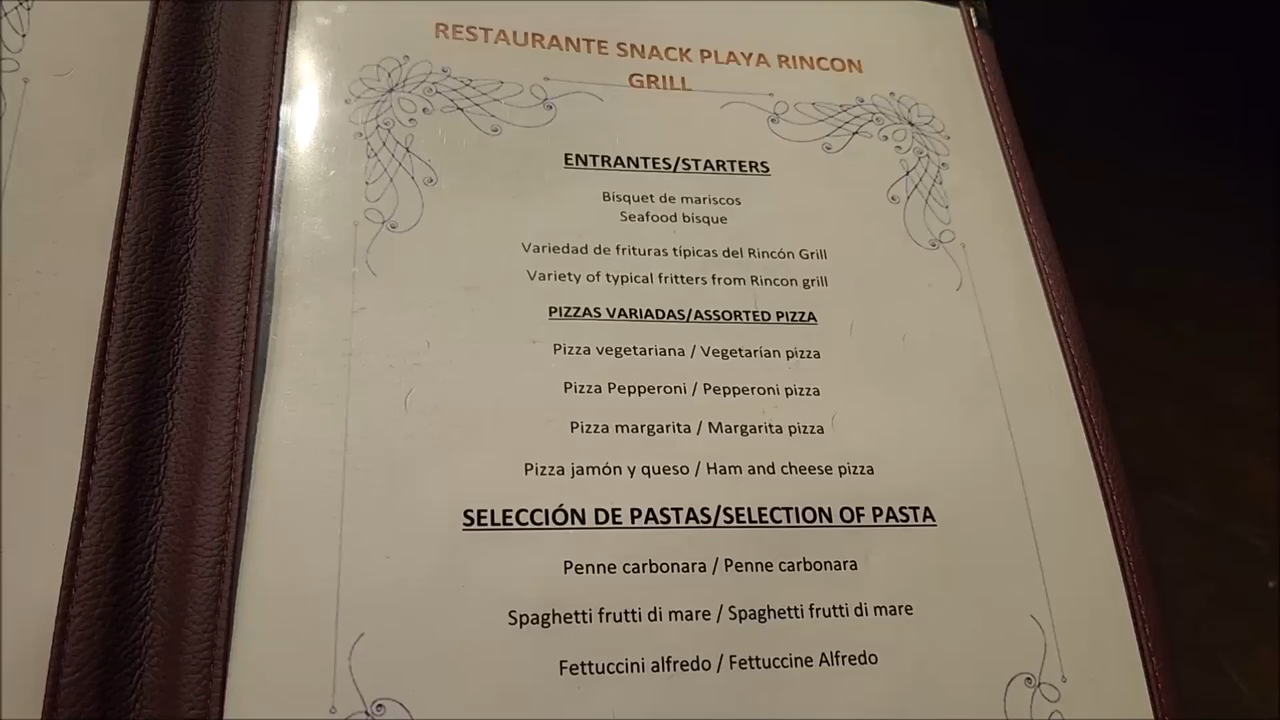 RESTAURANTE SNACK PLAYA RINCON
GRILL
ENTRANTES/STARTERS
Bísquet de mariscos
Seafood bisque
Variedad de frituras típicas del Rincón Grill
Variety of typical fritters from Rincon grill
PIZZAS VARIADAS/ASSORTED PIZZA
Pizza vegetariana / Vegetarían pizza
Pizza Pepperoni / Pepperoni pizza
Pizza margarita / Margarita pizza
Pizza jamón y queso / Ham and cheese pizza
SELECCIÓN DE PASTAS/SELECTION OF PASTA
Penne carbonara / Penne carbonara
Spaghetti frutti di mare / Spaghetti frutti di mare
Fettuccini alfredo / Fettuccine Alfredo